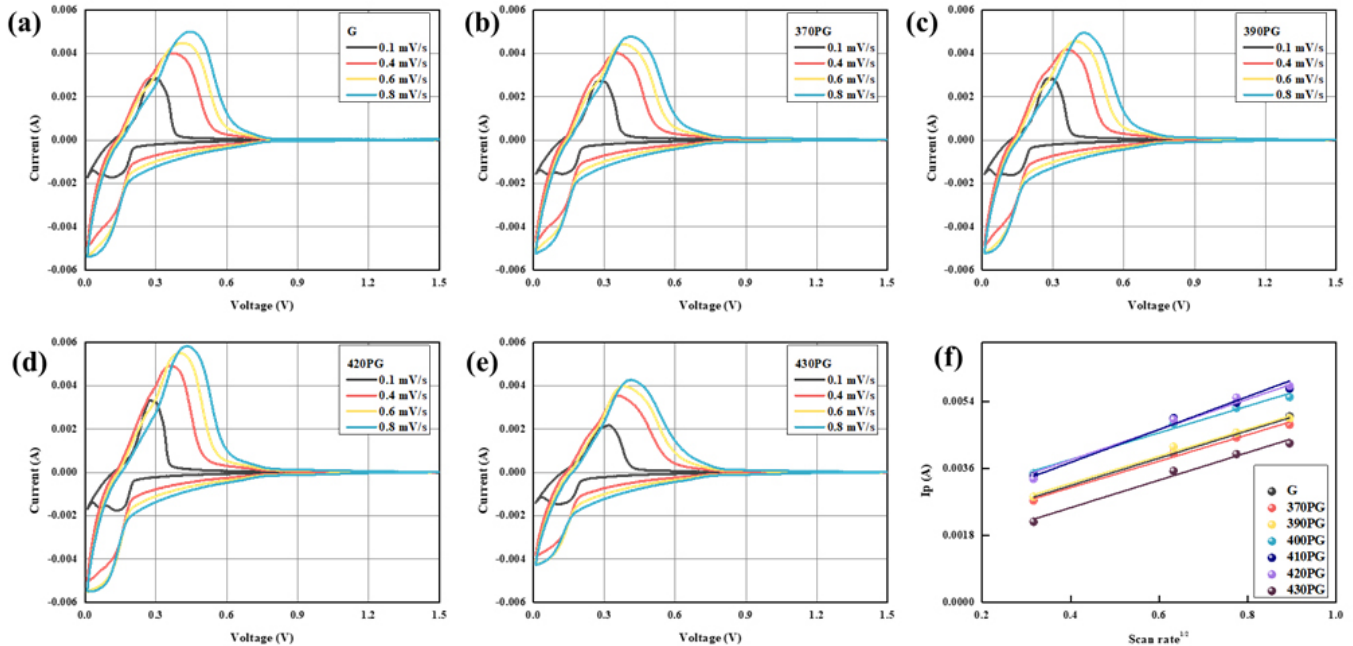 (a)
G
0.1 mV/s
0.4 mV/s
0.6 mV/s
0.8 mV/s
0.006
0.004
0.002
0.000
-0.002
-0.004
-0.006
Current (A)
0.0 0.3 0.6 0.9 1.2 1.5
Voltage (V)
(b)
370PG
0.1 mV/s
0.4 mV/s
0.6 mV/s
0.8 mV/s
0.006
0.004
0.002
0.000
-0.002
-0.004
-0.006
Current (A)
0.0 0.3 0.6 0.9 1.2 1.5
Voltage (V)
(c)
390PG
0.1 mV/s
0.4 mV/s
0.6 mV/s
0.8 mV/s
0.006
0.004
0.002
0.000
-0.002
-0.004
-0.006
Current (A)
0.0 0.3 0.6 0.9 1.2 1.5
Voltage (V)
(d)
420PG
0.1 mV/s
0.4 mV/s
0.6 mV/s
0.8 mV/s
0.006
0.004
0.002
0.000
-0.002
-0.004
-0.006
Current (A)
0.0 0.3 0.6 0.9 1.2 1.5
Voltage (V)
(e)
430PG
0.1 mV/s
0.4 mV/s
0.6 mV/s
0.8 mV/s
0.006
0.004
0.002
0.000
-0.002
-0.004
-0.006
Current (A)
0.0 0.3 0.6 0.9 1.2 1.5
Voltage (V)
(f)
0.0054
0.0036
0.0018
0.0000
Ip (A)
G
370PG
390PG
400PG
410PG
420PG
430PG
0.2 0.4 0.6 0.8 1.0
Scan rate